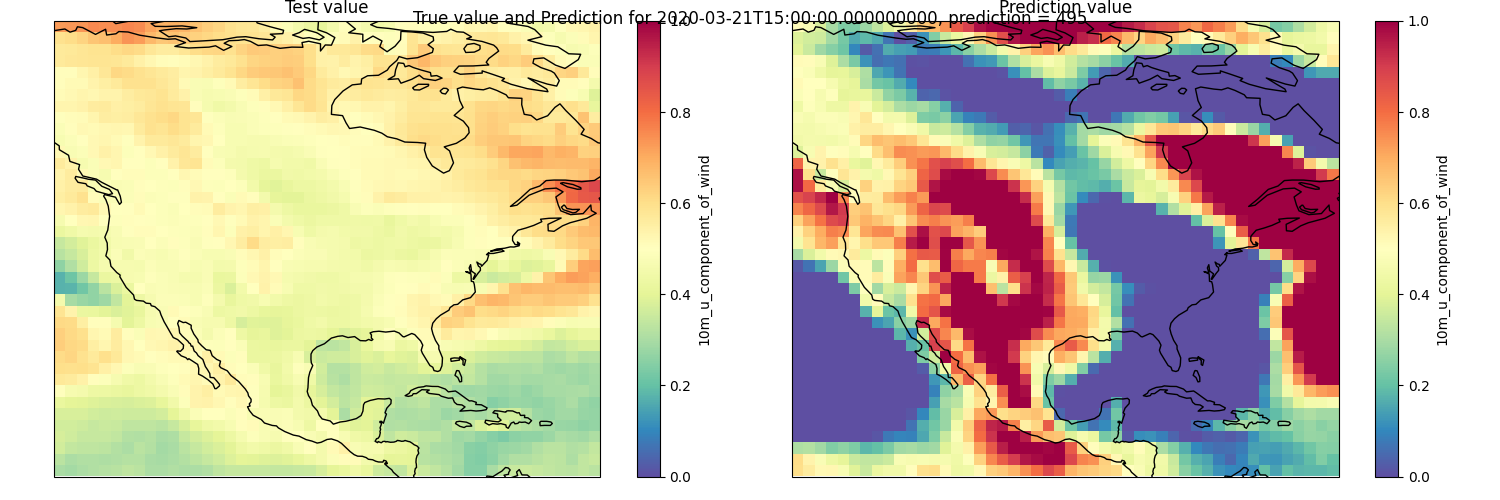 Test value
True value and Prediction for 2020-03-21T15:00:00.000000000, prediction = 495
Prediction value
1.0
0.8
0.6
0.4
0.2
0.0
10m_u_component_of_wind
1.0
0.8
0.6
0.4
0.2
0.0
10m_u_component_of_wind